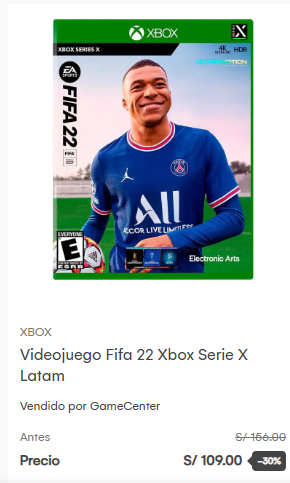 XBOX
X
XBOX SERIES X
4K HDR
EA
SPORTS
FIFA 22
FIFA
All
ACCOR LIVE LIMITLESS
EVERYONE
E
ESRB
Electronic Arts
XBOX
Videojuego Fifa 22 Xbox Serie X
Latam
Vendido por GameCenter
Antes S/ 156.00
Precio S/ 109.00 -30%